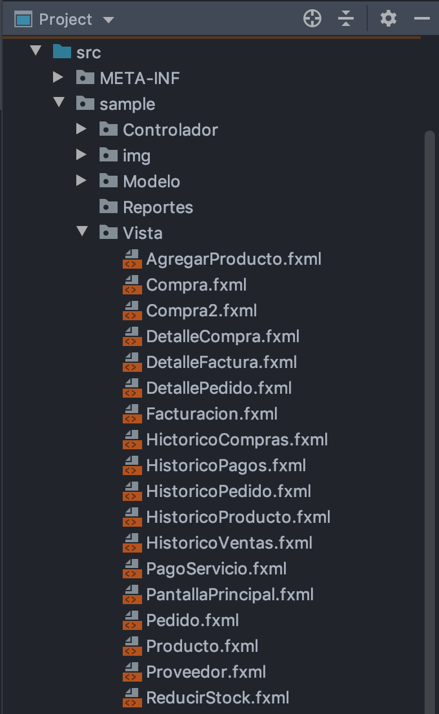 Project
src
META-INF
sample
Controlador
img
Modelo
Reportes
Vista
AgregarProducto.fxml
Compra.fxml
Compra2.fxml
DetalleCompra.fxml
DetalleFactura.fxml
DetallePedido.fxml
Facturacion.fxml
HictoricoCompras.fxml
HistoricoPagos.fxml
HistoricoPedido.fxml
HistoricoProducto.fxml
HistoricoVentas.fxml
PagoServicio.fxml
PantallaPrincipal.fxml
Pedido.fxml
Producto.fxml
Proveedor.fxml
ReducirStock.fxml